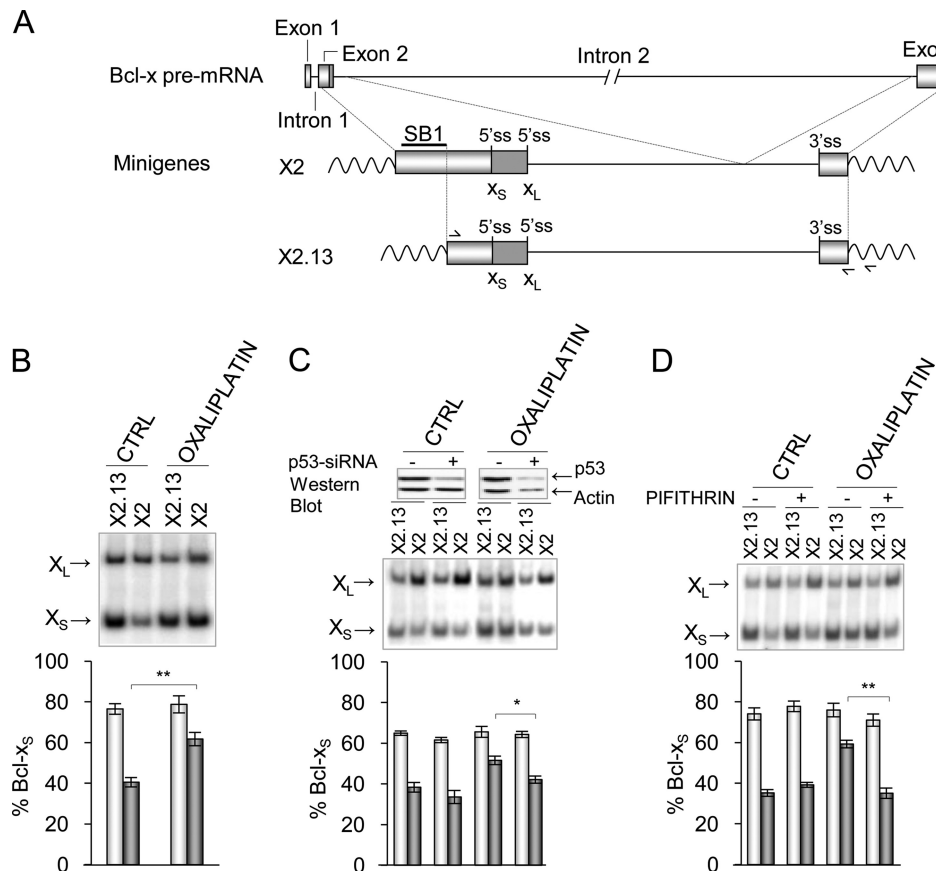 A
Exon 1
Exon 2
Intron 2
Exo
Bcl-x pre-mRNA
Intron 1
SB1
5'ss 5'ss
3'ss
Minigenes
X2
xS xL
5'ss 5'ss
3'ss
X2.13
xS xL
B
CTRL
OXALIPLATIN
X2.13
X2
X2.13
X2
XL→
XS→
% Bcl-xS
100
80
60
40
20
0
**
C
CTRL
OXALIPLATIN
p53-siRNA - + - +
Western
Blot
←p53
←Actin
X2.13
X2
X2.13
X2
X2.13
X2
X2.13
X2
XL→
XS→
% Bcl-xS
100
80
60
40
20
0
*
D
CTRL
OXALIPLATIN
PIFITHRIN - + - +
X2.13
X2
X2.13
X2
X2.13
X2
X2.13
X2
XL→
XS→
% Bcl-xS
100
80
60
40
20
0
**